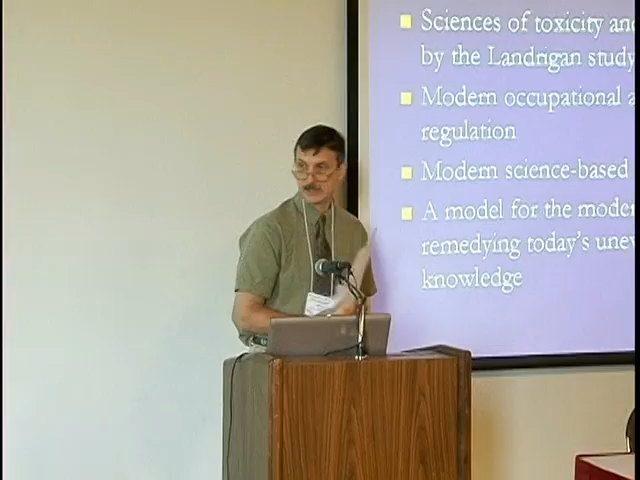 Sciences of toxicity and
by the Landrigan study
Modern occupational a
regulation
Modern science-based
A model for the moder
remedying today's unev
knowledge